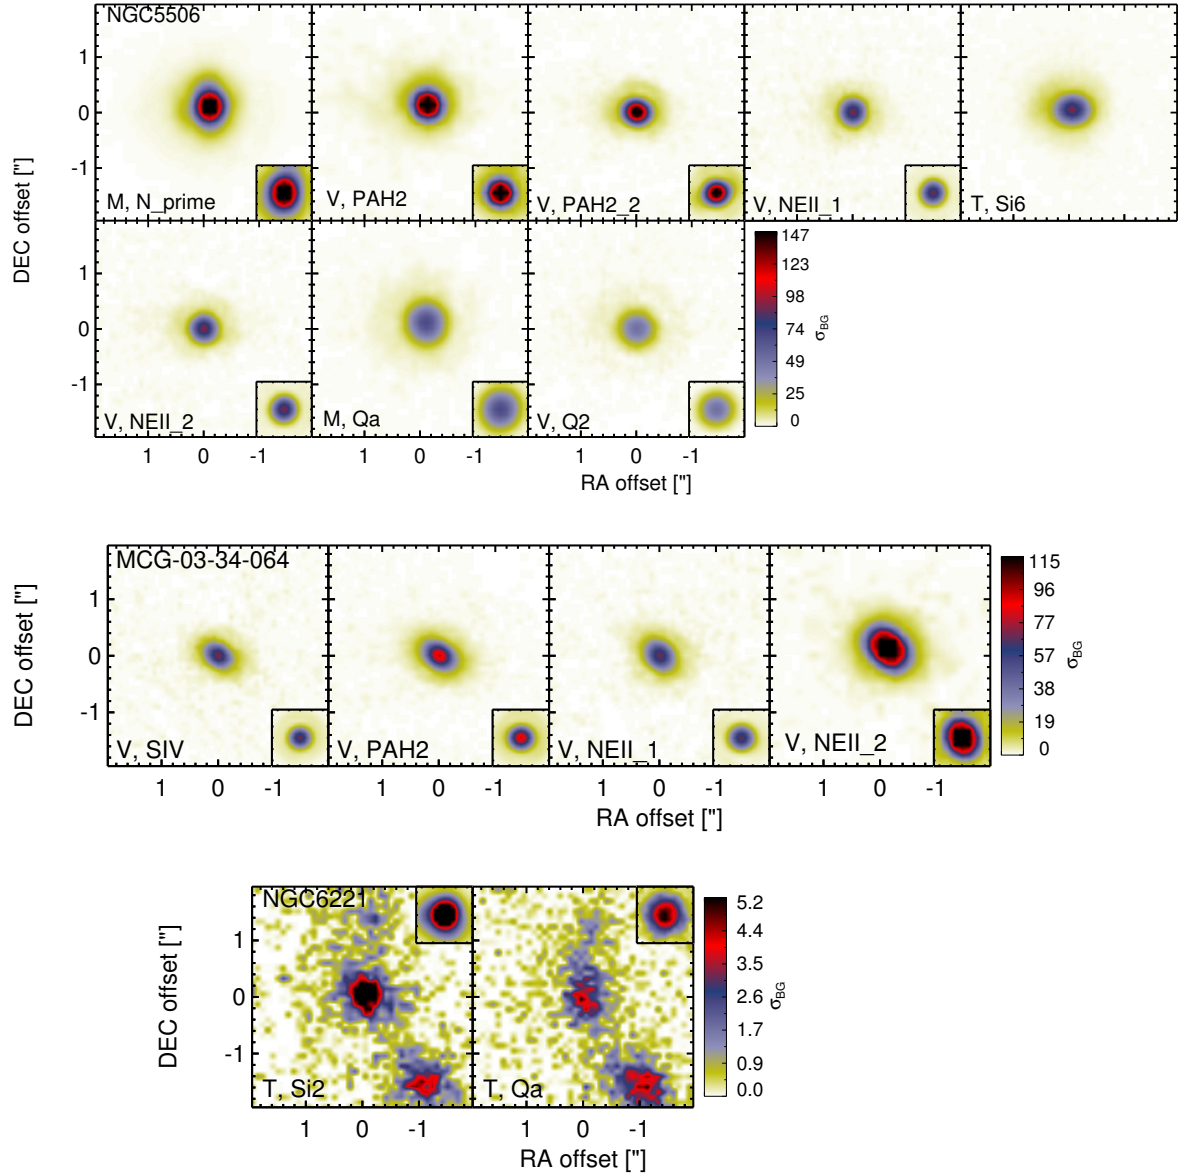 NGC5506
1
0
-1
M, N_prime
V, PAH2
V, PAH2_2
V, NEII_1
T, Si6
DEC offset ["]
1
0
-1
V, NEII_2
M, Qa
V, Q2
147
123
98
74
49
25
0
σBG
1 0 -1 1 0 -1 1 0 -1
RA offset ["]
MCG-03-34-064
DEC offset ["]
1
0
-1
V, SIV
V, PAH2
V, NEII_1
V, NEII_2
115
96
77
57
38
19
0
σBG
1 0 -1 1 0 -1 1 0 -1 1 0 -1
RA offset ["]
NGC6221
DEC offset ["]
1
0
-1
T, Si2
T, Qa
5.2
4.4
3.5
2.6
1.7
0.9
0.0
σBG
1 0 -1 1 0 -1
RA offset ["]